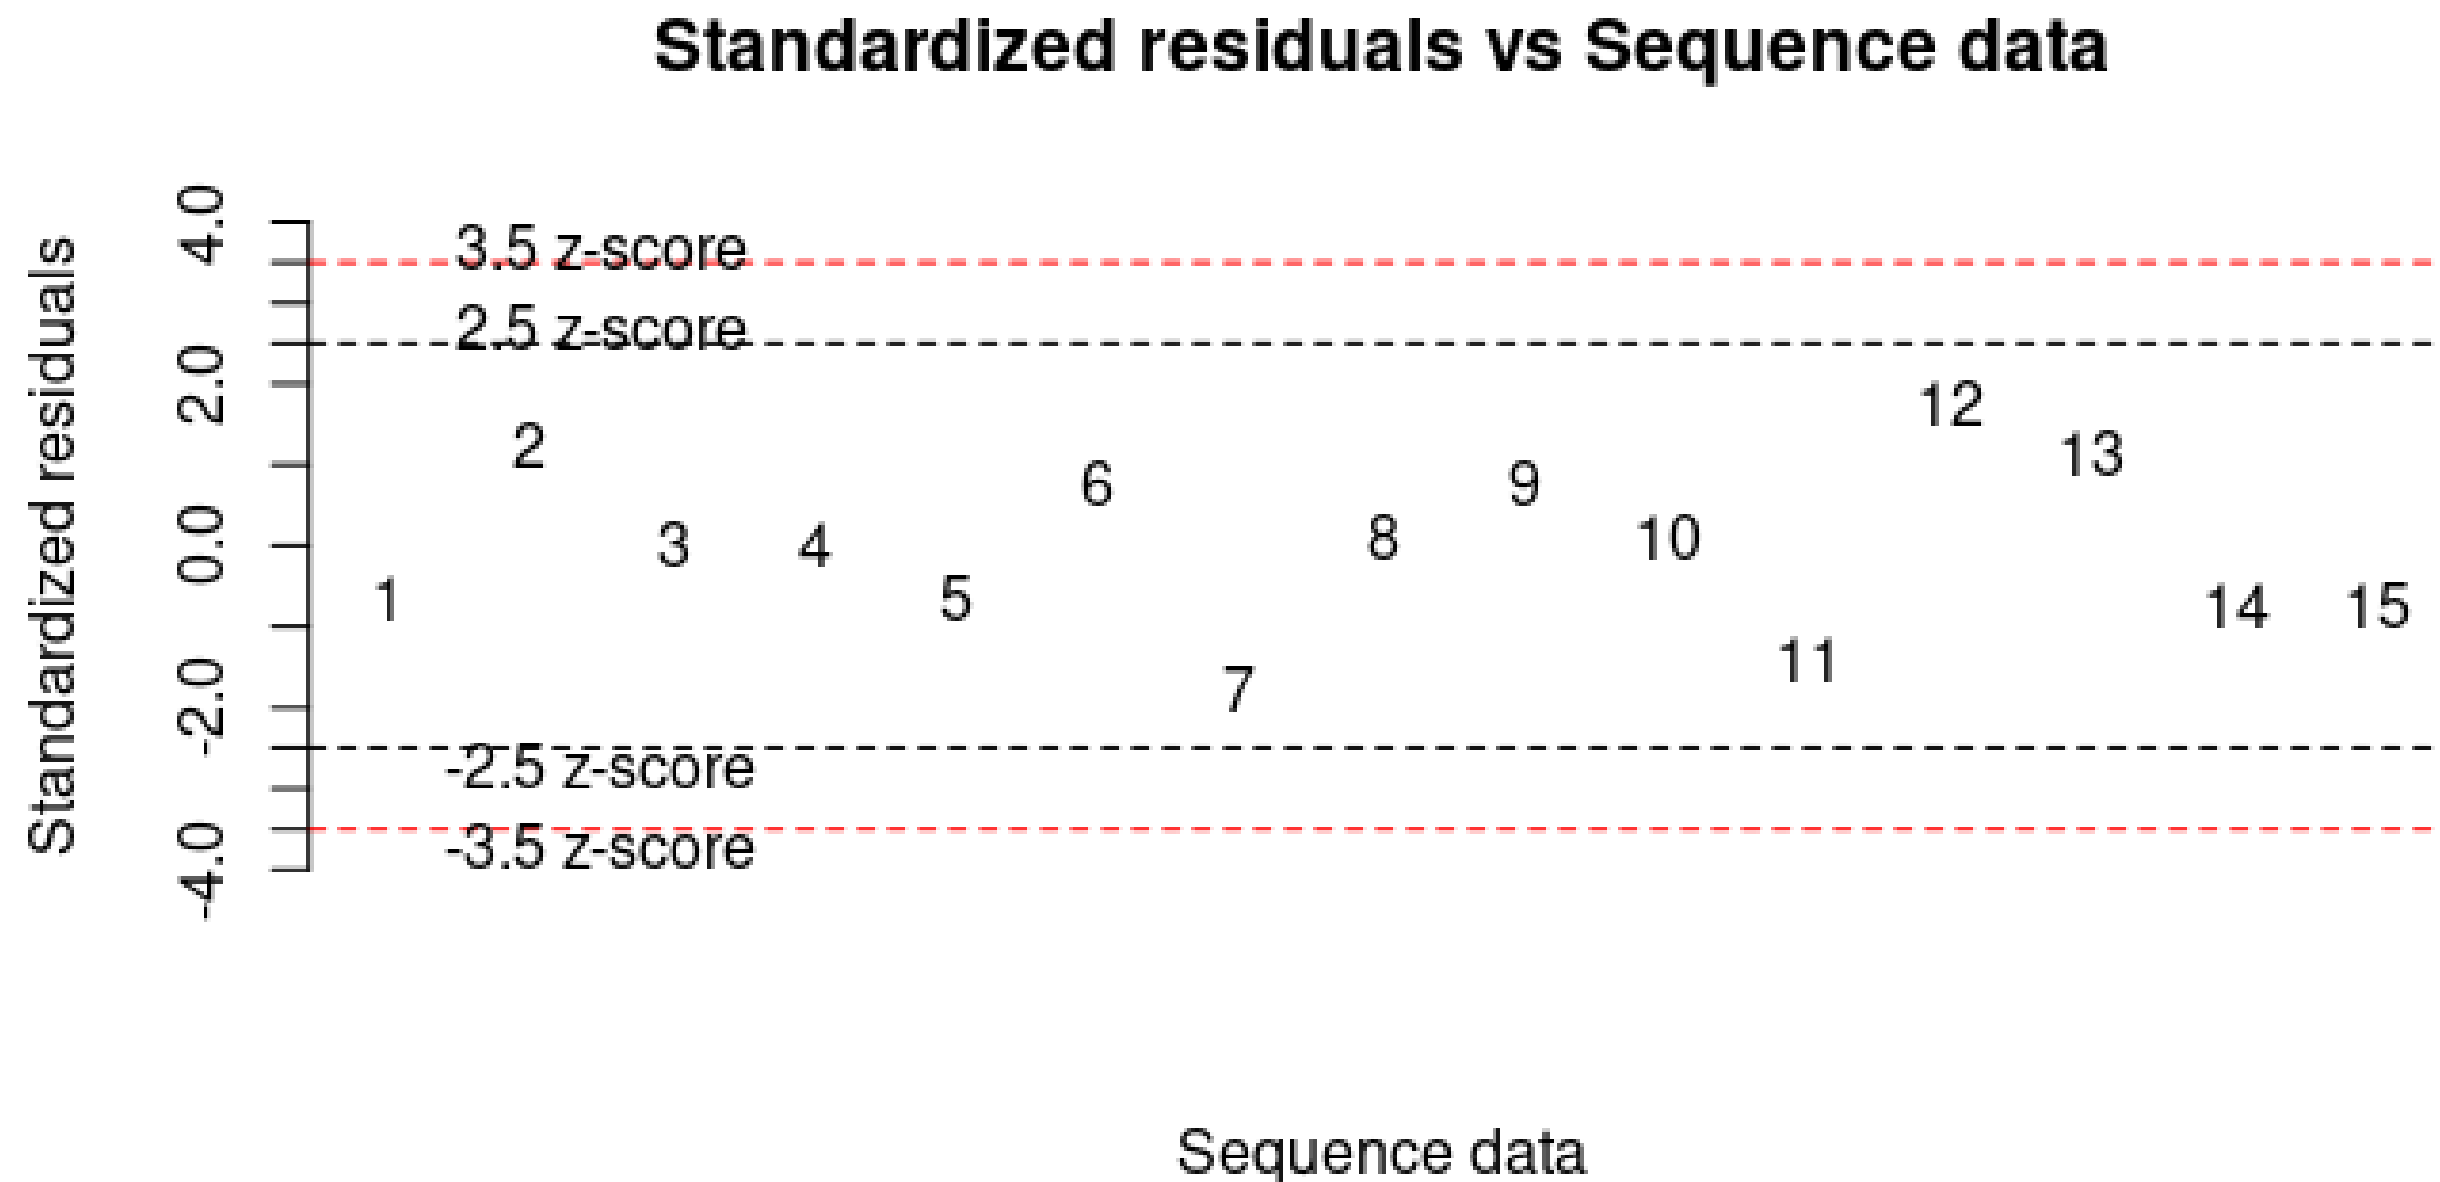 Standardized residuals vs Sequence data
Standardized residuals
4.0
2.0
0.0
-2.0
-4.0
3.5 z-score
2.5 z-score
12
2
13
6
9
3
4
8
10
1
5
14
15
11
7
-2.5 z-score
-3.5 z-score
Sequence data